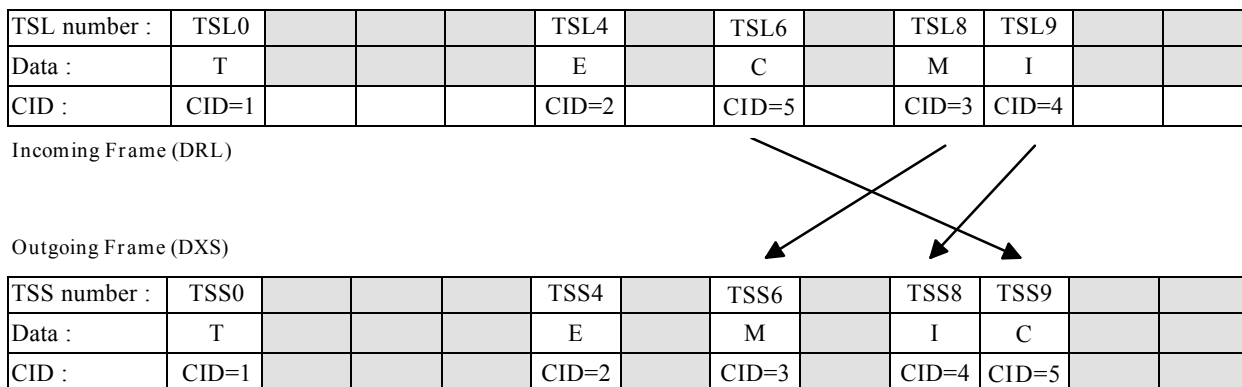 TSL number : TSL0 TSL4 TSL6 TSL8 TSL9
Data : T E C M I
CID : CID=1 CID=2 CID=5 CID=3 CID=4
Incoming Frame (DRL)
Outgoing Frame (DXS)
TSS number : TSS0 TSS4 TSS6 TSS8 TSS9
Data : T E M I C
CID : CID=1 CID=2 CID=3 CID=4 CID=5